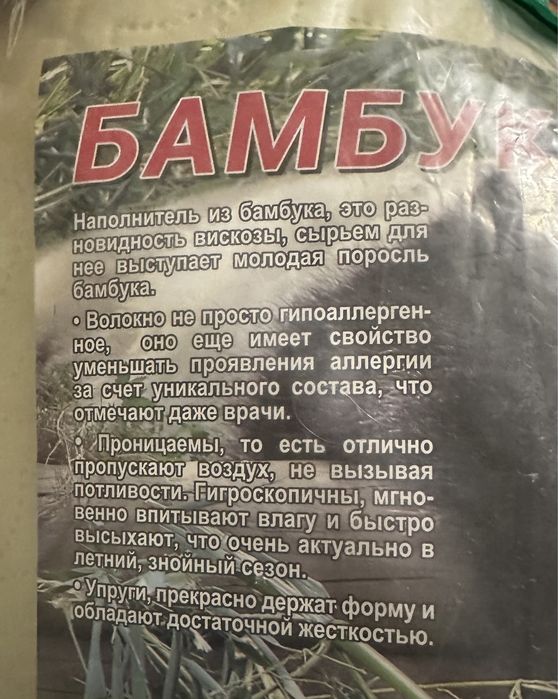 БАМБУК
Наполнитель из бамбука, это раз-
новидность вискозы, сырьем для
нее выступает молодая поросль
бамбука.
• Волокно не просто гипоаллерген-
ное, оно еще имеет свойство
уменьшать проявления аллергии
за счет уникального состава, что
отмечают даже врачи.
• Проницаемы, то есть отлично
пропускают воздух, не вызывая
потливости. Гигроскопичны, мгно-
венно впитывают влагу и быстро
высыхают, что очень актуально в
летний, знойный сезон.
• Упруги, прекрасно держат форму и
обладают достаточной жесткостью.